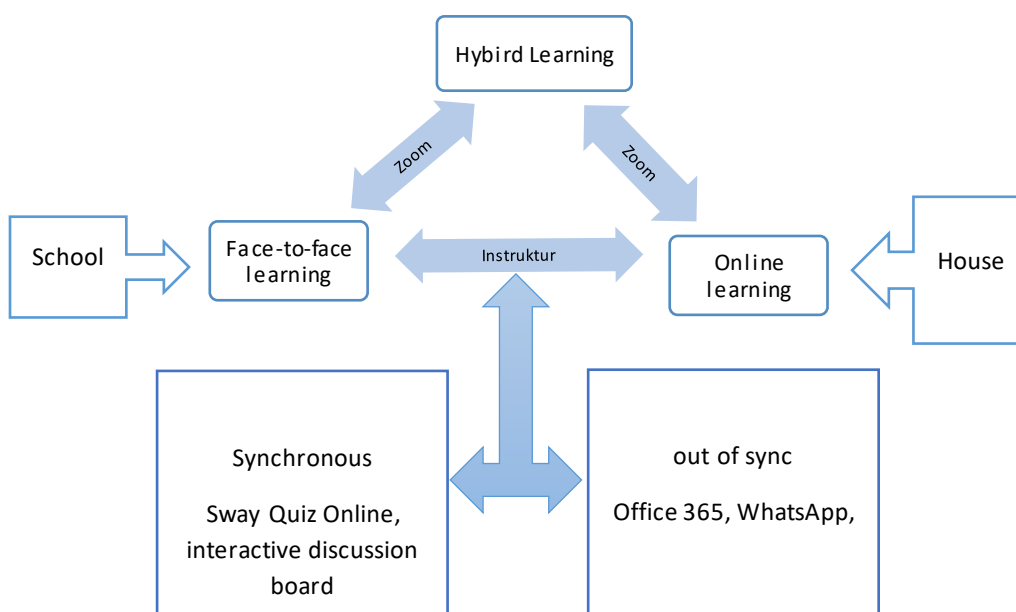 Hybird Learning
Zoom
Zoom
School
Face-to-face
learning
Instruktur
Online
learning
House
Synchronous
Sway Quiz Online,
interactive discussion
board
out of sync
Office 365, WhatsApp,